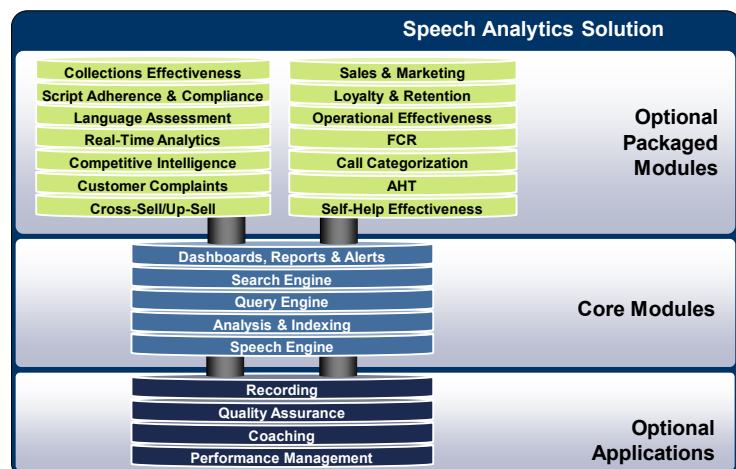 Speech Analytics Solution
Collections Effectiveness
Script Adherence & Compliance
Language Assessment
Real-Time Analytics
Competitive Intelligence
Customer Complaints
Cross-Sell/Up-Sell
Sales & Marketing
Loyalty & Retention
Operational Effectiveness
FCR
Call Categorization
AHT
Self-Help Effectiveness
Optional
Packaged
Modules
Dashboards, Reports & Alerts
Search Engine
Query Engine
Analysis & Indexing
Speech Engine
Core Modules
Recording
Quality Assurance
Coaching
Performance Management
Optional
Applications